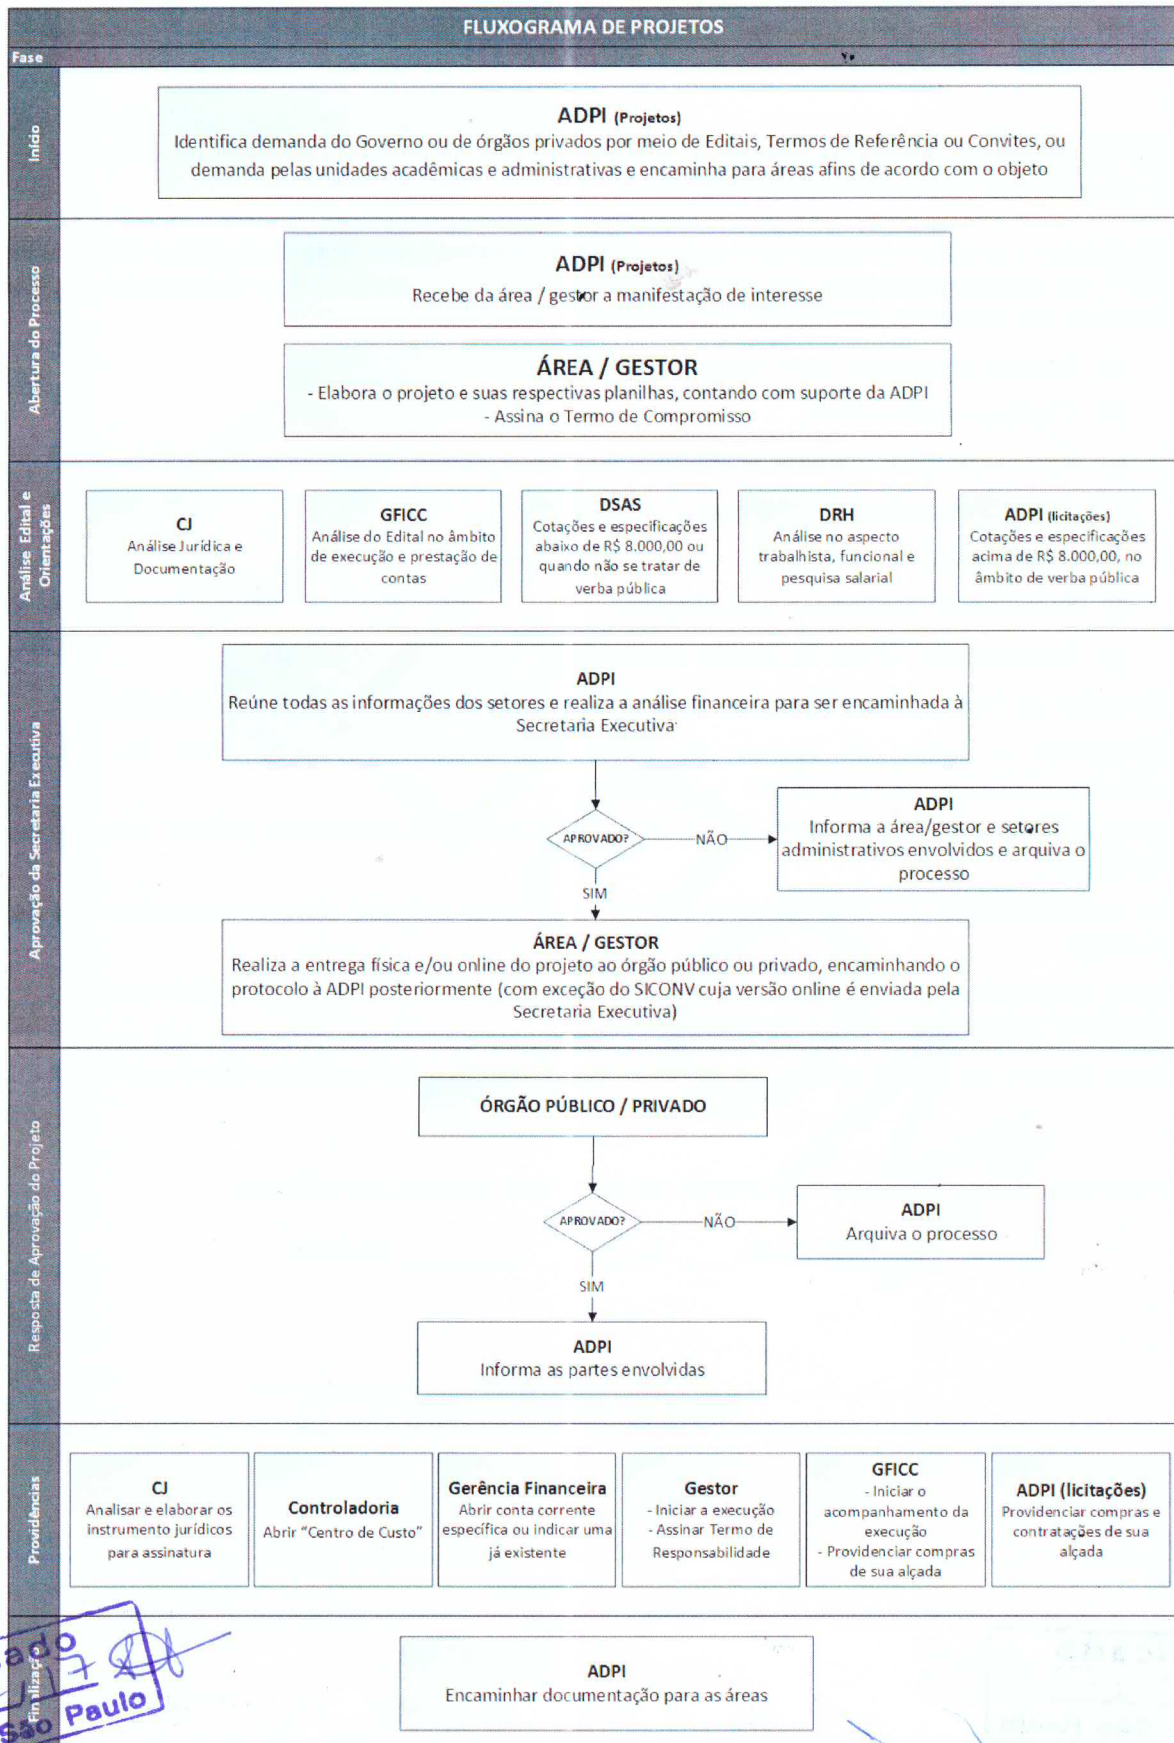 FLUXOGRAMA DE PROJETOS
Fase
Início
ADPI (Projetos)
Identifica demanda do Governo ou de órgãos privados por meio de Editais, Termos de Referência ou Convites, ou
demanda pelas unidades acadêmicas e administrativas e encaminha para áreas afins de acordo com o objeto
Abertura do Processo
ADPI (Projetos)
Recebe da área / gestor a manifestação de interesse
ÁREA / GESTOR
- Elabora o projeto e suas respectivas planilhas, contando com suporte da ADPI
- Assina o Termo de Compromisso
Análise Edital e
Orientações
CJ
Análise Jurídica e
Documentação
GFICC
Análise do Edital no âmbito
de execução e prestação de
contas
DSAS
Cotações e especificações
abaixo de R$ 8.000,00 ou
quando não se tratar de
verba pública
DRH
Análise no aspecto
trabalhista, funcional e
pesquisa salarial
ADPI (licitações)
Cotações e especificações
acima de R$ 8.000,00, no
âmbito de verba pública
Aprovação da Secretaria Executiva
ADPI
Reúne todas as informações dos setores e realiza a análise financeira para ser encaminhada à
Secretaria Executiva
APROVADO?
NÃO
ADPI
Informa a área/gestor e setores
administrativos envolvidos e arquiva o
processo
SIM
ÁREA / GESTOR
Realiza a entrega física e/ou online do projeto ao órgão público ou privado, encaminhando o
protocolo à ADPI posteriormente (com exceção do SICONV cuja versão online é enviada pela
Secretaria Executiva)
Resposta de Aprovação do Projeto
ÓRGÃO PÚBLICO / PRIVADO
APROVADO?
NÃO
ADPI
Arquiva o processo
SIM
ADPI
Informa as partes envolvidas
Providências
CJ
Analisar e elaborar os
instrumento jurídicos
para assinatura
Controladoria
Abrir "Centro de Custo"
Gerência Financeira
Abrir conta corrente
específica ou indicar uma
já existente
Gestor
- Iniciar a execução
- Assinar Termo de
Responsabilidade
GFICC
- Iniciar o
acompanhamento da
execução
- Providenciar compras
de sua alçada
ADPI (licitações)
Providenciar compras e
contratações de sua
alçada
Finalização
ADPI
Encaminhar documentação para as áreas
ado
/17
São Paulo